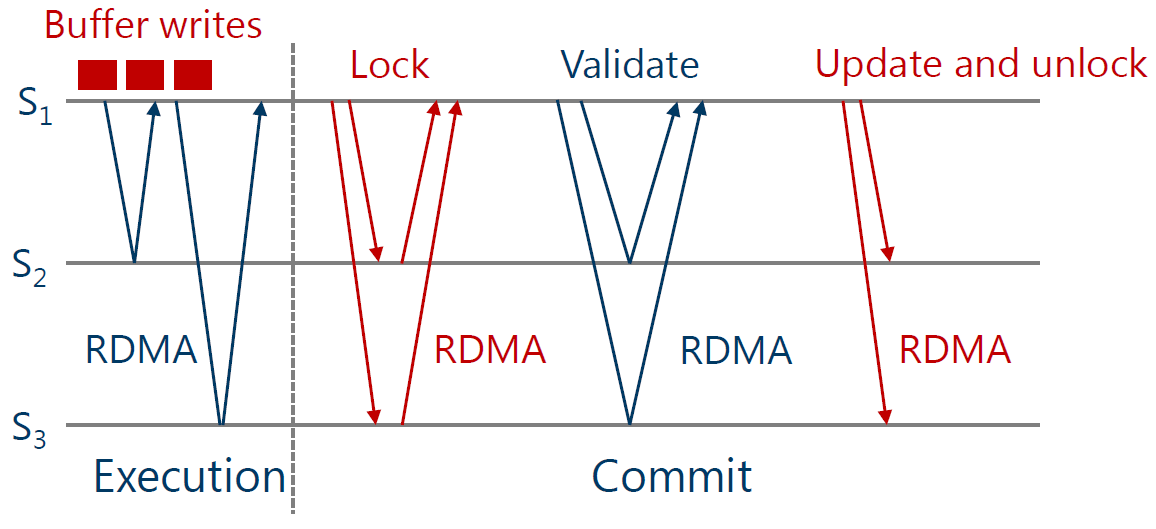 Buffer writes
Lock
Validate
Update and unlock
S1
S2
RDMA
RDMA
RDMA
RDMA
S3
Execution
Commit